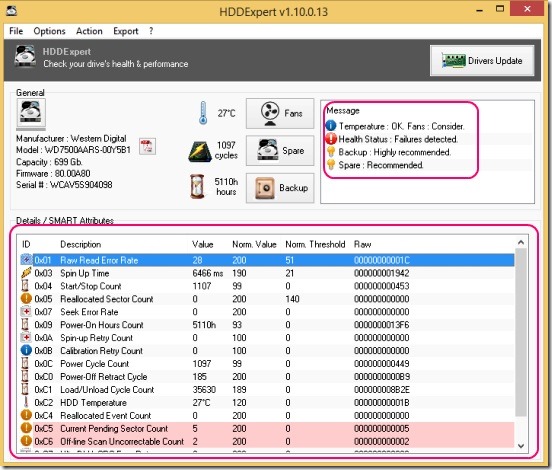 HDDExpert v1.10.0.13
File Options Action Export ?
HDDExpert
Check your drive's health & performance
Drivers Update
General
Manufacturer : Western Digital
Model : WD7500AARS-00Y5B1
Capacity : 699 Gb.
Firmware : 80.00A80
Serial # : WCAV5S904098
27°C
Fans
1097
cycles
Spare
5110h
hours
Backup
Message
Temperature : OK. Fans : Consider.
Health Status : Failures detected.
Backup : Highly recommended.
Spare : Recommended.
Details / SMART Attributes
ID Description Value Norm. Value Norm. Threshold Raw
0x01 Raw Read Error Rate 28 200 51 00000000001C
0x03 Spin Up Time 6466 ms 190 21 000000001942
0x04 Start/Stop Count 1107 99 0 000000000453
0x05 Reallocated Sector Count 0 200 140 000000000000
0x07 Seek Error Rate 0 200 0 000000000000
0x09 Power-On Hours Count 5110h 93 0 0000000013F6
0x0A Spin-up Retry Count 0 100 0 000000000000
0x0B Calibration Retry Count 0 100 0 000000000000
0x0C Power Cycle Count 1097 99 0 000000000449
0xC0 Power-Off Retract Cycle 185 200 0 0000000000B9
0xC1 Load/Unload Cycle Count 35630 189 0 000000008B2E
0xC2 HDD Temperature 27°C 120 0 00000000001B
0xC4 Reallocated Event Count 0 200 0 000000000000
0xC5 Current Pending Sector Count 5 200 0 000000000005
0xC6 Off-line Scan Uncorrectable Count 2 200 0 000000000002